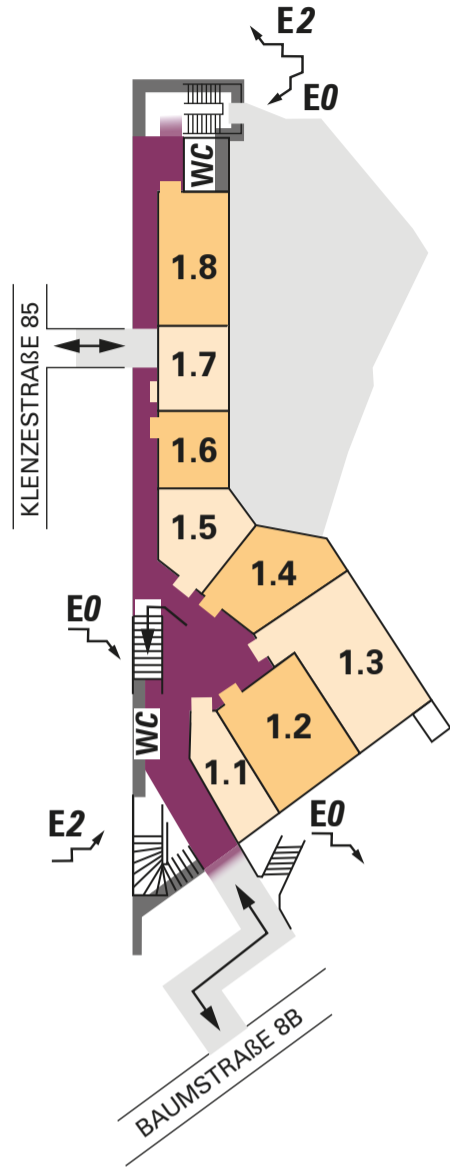 E2
E0
WC
1.8
KLENZESTRAßE 85
1.7
1.6
1.5
1.4
E0
1.3
WC
1.2
1.1
E2
E0
BAUMSTRAßE 8B